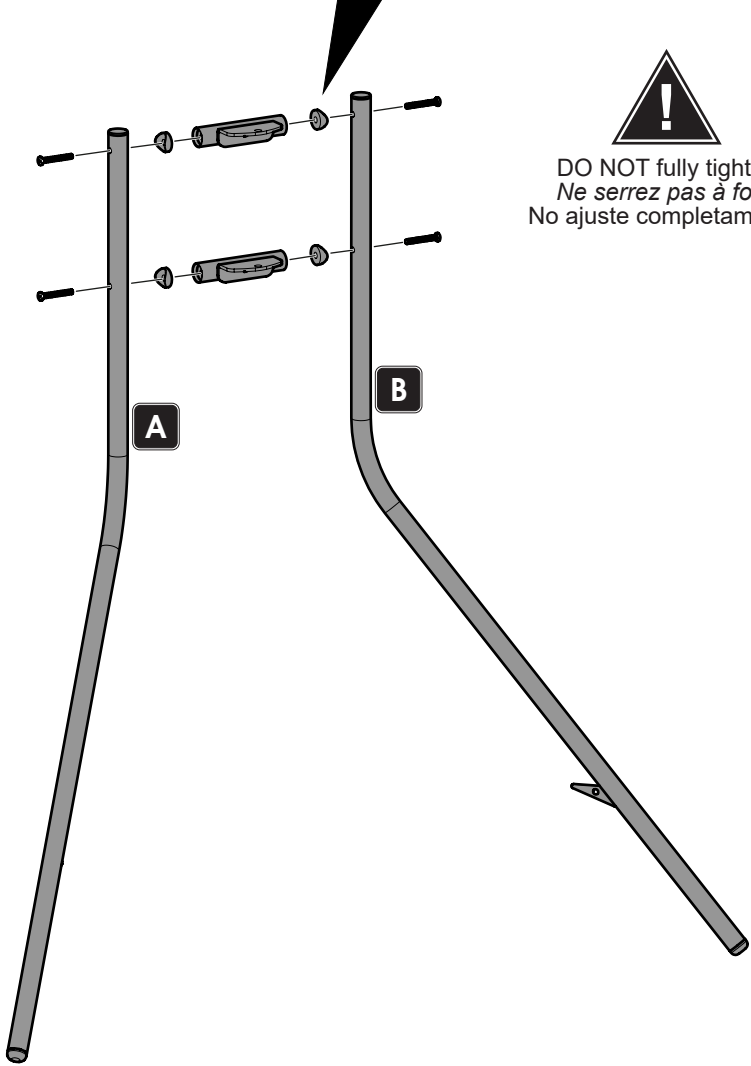 !
DO NOT fully tight
Ne serrez pas à fo
No ajuste completam
B
A